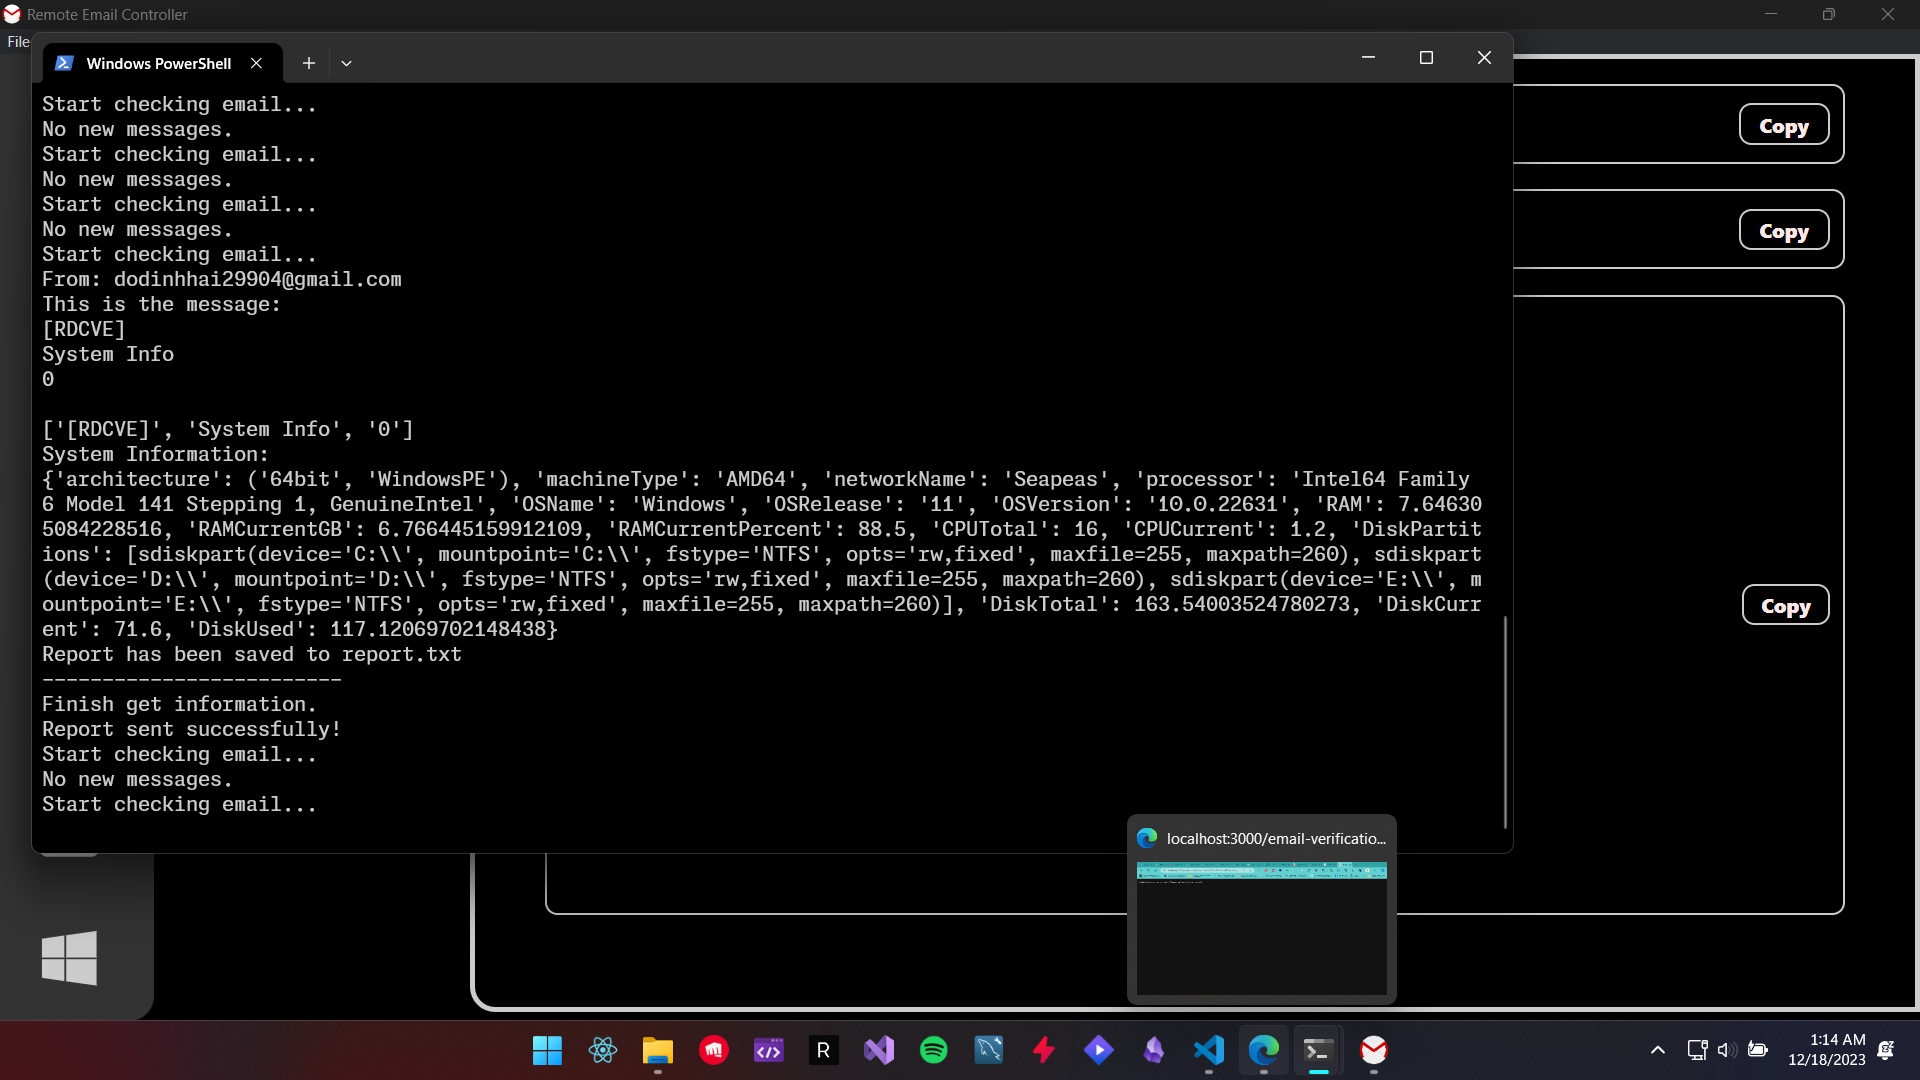 Remote Email Controller
File
Windows PowerShell
Start checking email...
No new messages.
Start checking email...
No new messages.
Start checking email...
No new messages.
Start checking email...
From: dodinhhai29904@gmail.com
This is the message:
[RDCVE]
System Info
0
['[RDCVE]', 'System Info', '0']
System Information:
{'architecture': ('64bit', 'WindowsPE'), 'machineType': 'AMD64', 'networkName': 'Seapeas', 'processor': 'Intel64 Family
6 Model 141 Stepping 1, GenuineIntel', 'OSName': 'Windows', 'OSRelease': '11', 'OSVersion': '10.0.22631', 'RAM': 7.64630
5084228516, 'RAMCurrentGB': 6.766445159912109, 'RAMCurrentPercent': 88.5, 'CPUTotal': 16, 'CPUCurrent': 1.2, 'DiskPartit
ions': [sdiskpart(device='C:\\', mountpoint='C:\\', fstype='NTFS', opts='rw,fixed', maxfile=255, maxpath=260), sdiskpart
(device='D:\\', mountpoint='D:\\', fstype='NTFS', opts='rw,fixed', maxfile=255, maxpath=260), sdiskpart(device='E:\\', m
ountpoint='E:\\', fstype='NTFS', opts='rw,fixed', maxfile=255, maxpath=260)], 'DiskTotal': 163.54003524780273, 'DiskCurr
ent': 71.6, 'DiskUsed': 117.12069702148438}
Report has been saved to report.txt
-------------------------
Finish get information.
Report sent successfully!
Start checking email...
No new messages.
Start checking email...
Copy
Copy
Copy
localhost:3000/email-verificatio...
R
1:14 AM
12/18/2023